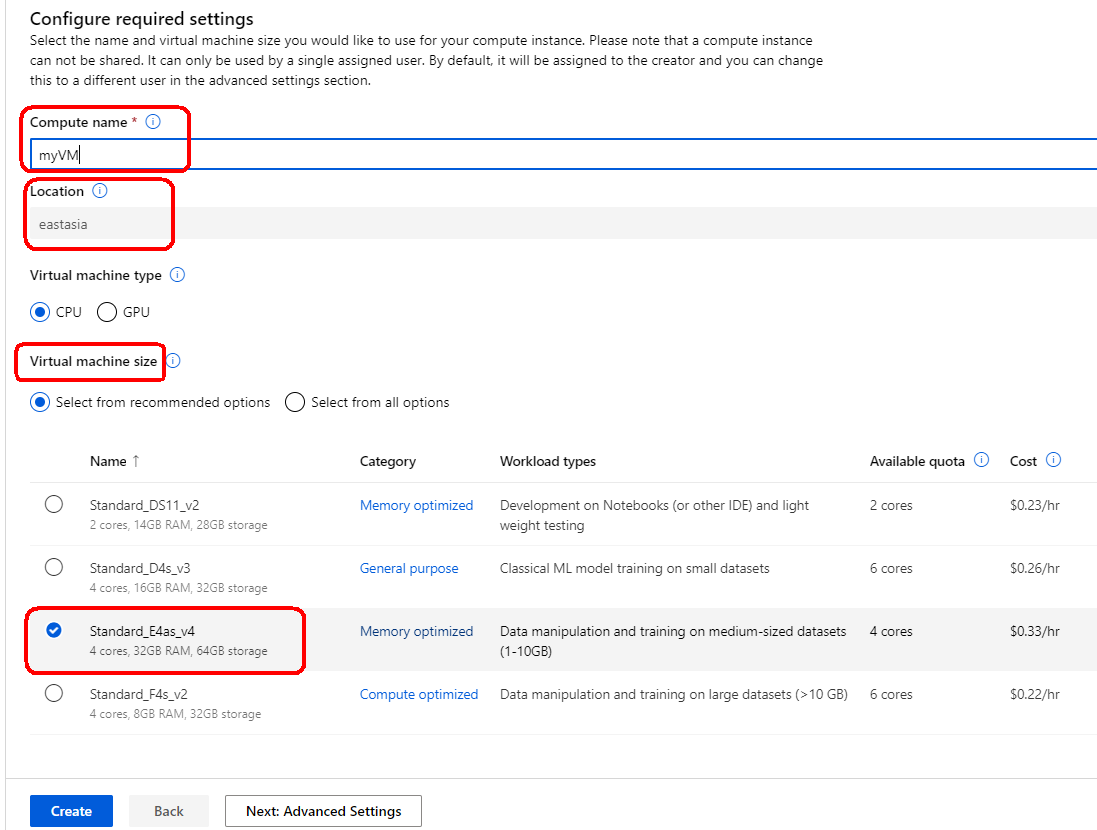 Configure required settings
Select the name and virtual machine size you would like to use for your compute instance. Please note that a compute instance
can not be shared. It can only be used by a single assigned user. By default, it will be assigned to the creator and you can change
this to a different user in the advanced settings section.
Compute name *
myVM
Location
eastasia
Virtual machine type
CPU GPU
Virtual machine size
Select from recommended options Select from all options
Name ↑ Category Workload types Available quota Cost
Standard_DS11_v2 Memory optimized Development on Notebooks (or other IDE) and light 2 cores $0.23/hr
2 cores, 14GB RAM, 28GB storage weight testing
Standard_D4s_v3 General purpose Classical ML model training on small datasets 6 cores $0.26/hr
4 cores, 16GB RAM, 32GB storage
Standard_E4as_v4 Memory optimized Data manipulation and training on medium-sized datasets 4 cores $0.33/hr
4 cores, 32GB RAM, 64GB storage (1-10GB)
Standard_F4s_v2 Compute optimized Data manipulation and training on large datasets (>10 GB) 6 cores $0.22/hr
4 cores, 8GB RAM, 32GB storage
Create Back Next: Advanced Settings